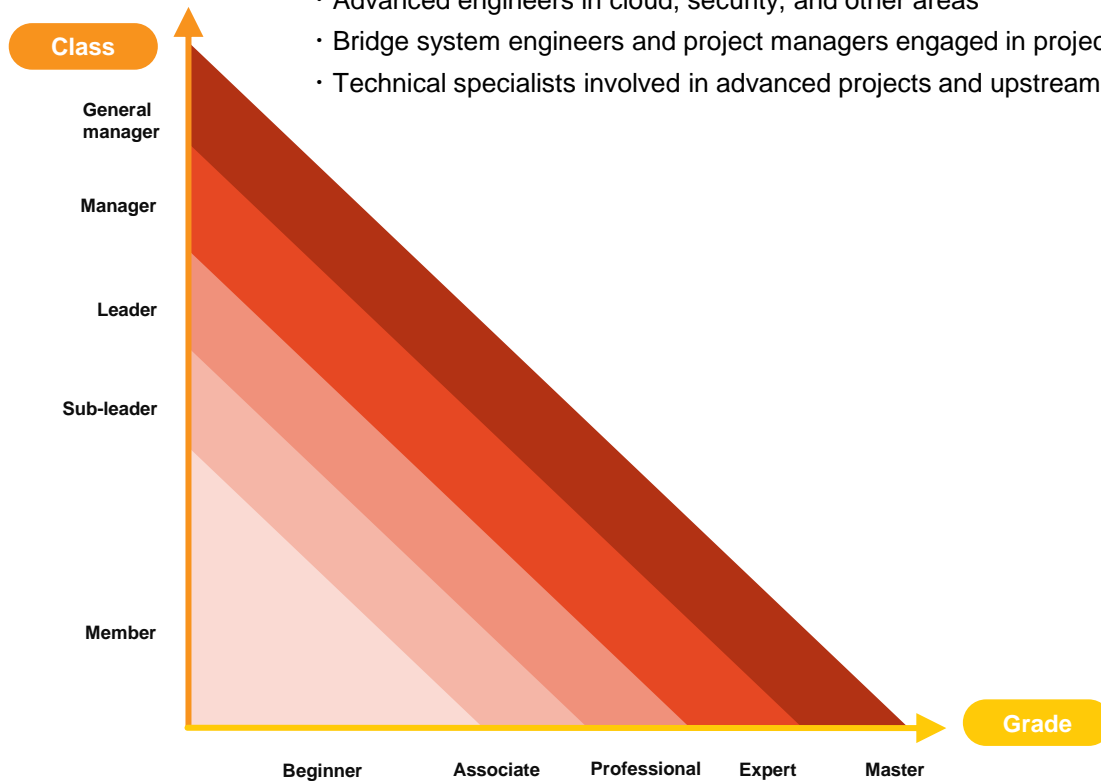 ・Advanced engineers in cloud, security, and other areas
・Bridge system engineers and project managers engaged in
・Technical specialists involved in advanced projects and upstream
Class
General
manager
Manager
Leader
Sub-leader
Member
Grade
Beginner
Associate
Professional
Expert
Master